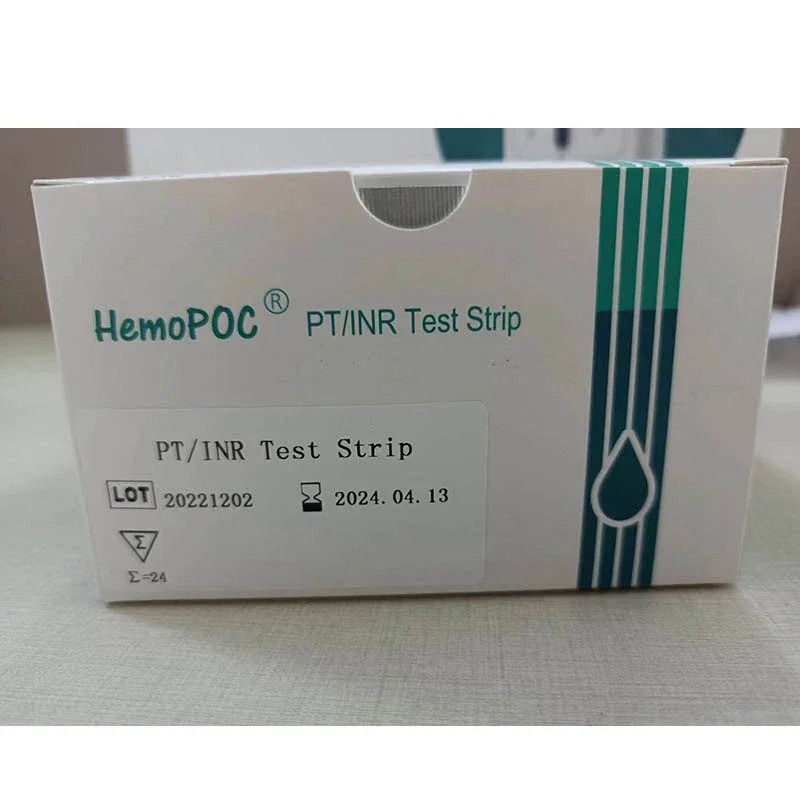 HemoPOC® PT/INR Test Strip
PT/INR Test Strip
LOT 20221202 2024.04.13
Σ
Σ=24